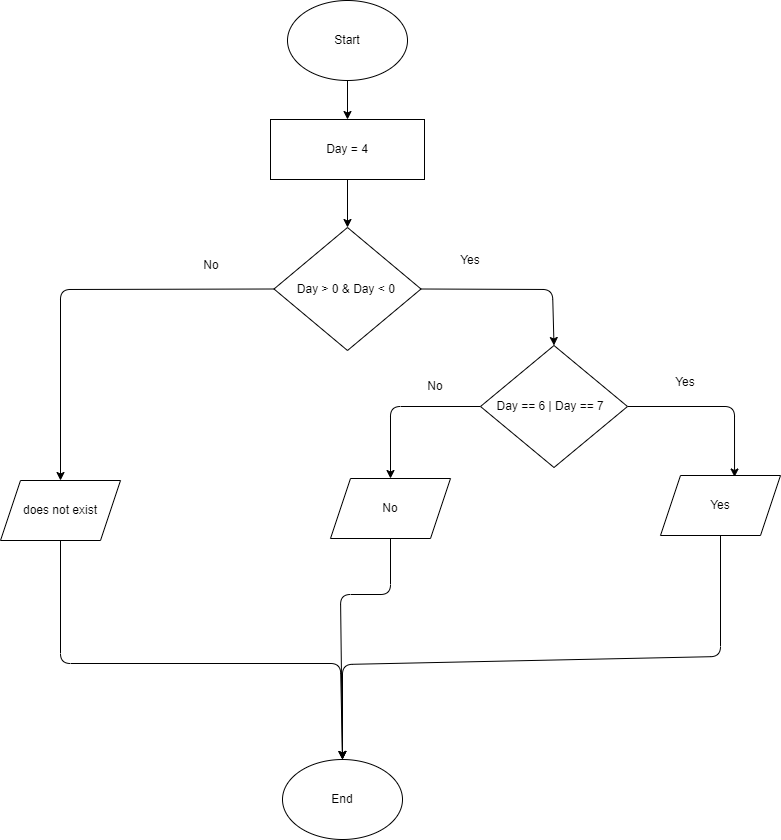 Start
Day = 4
No
Yes
Day > 0 & Day < 0
No
Yes
Day == 6 | Day == 7
does not exist
No
Yes
End